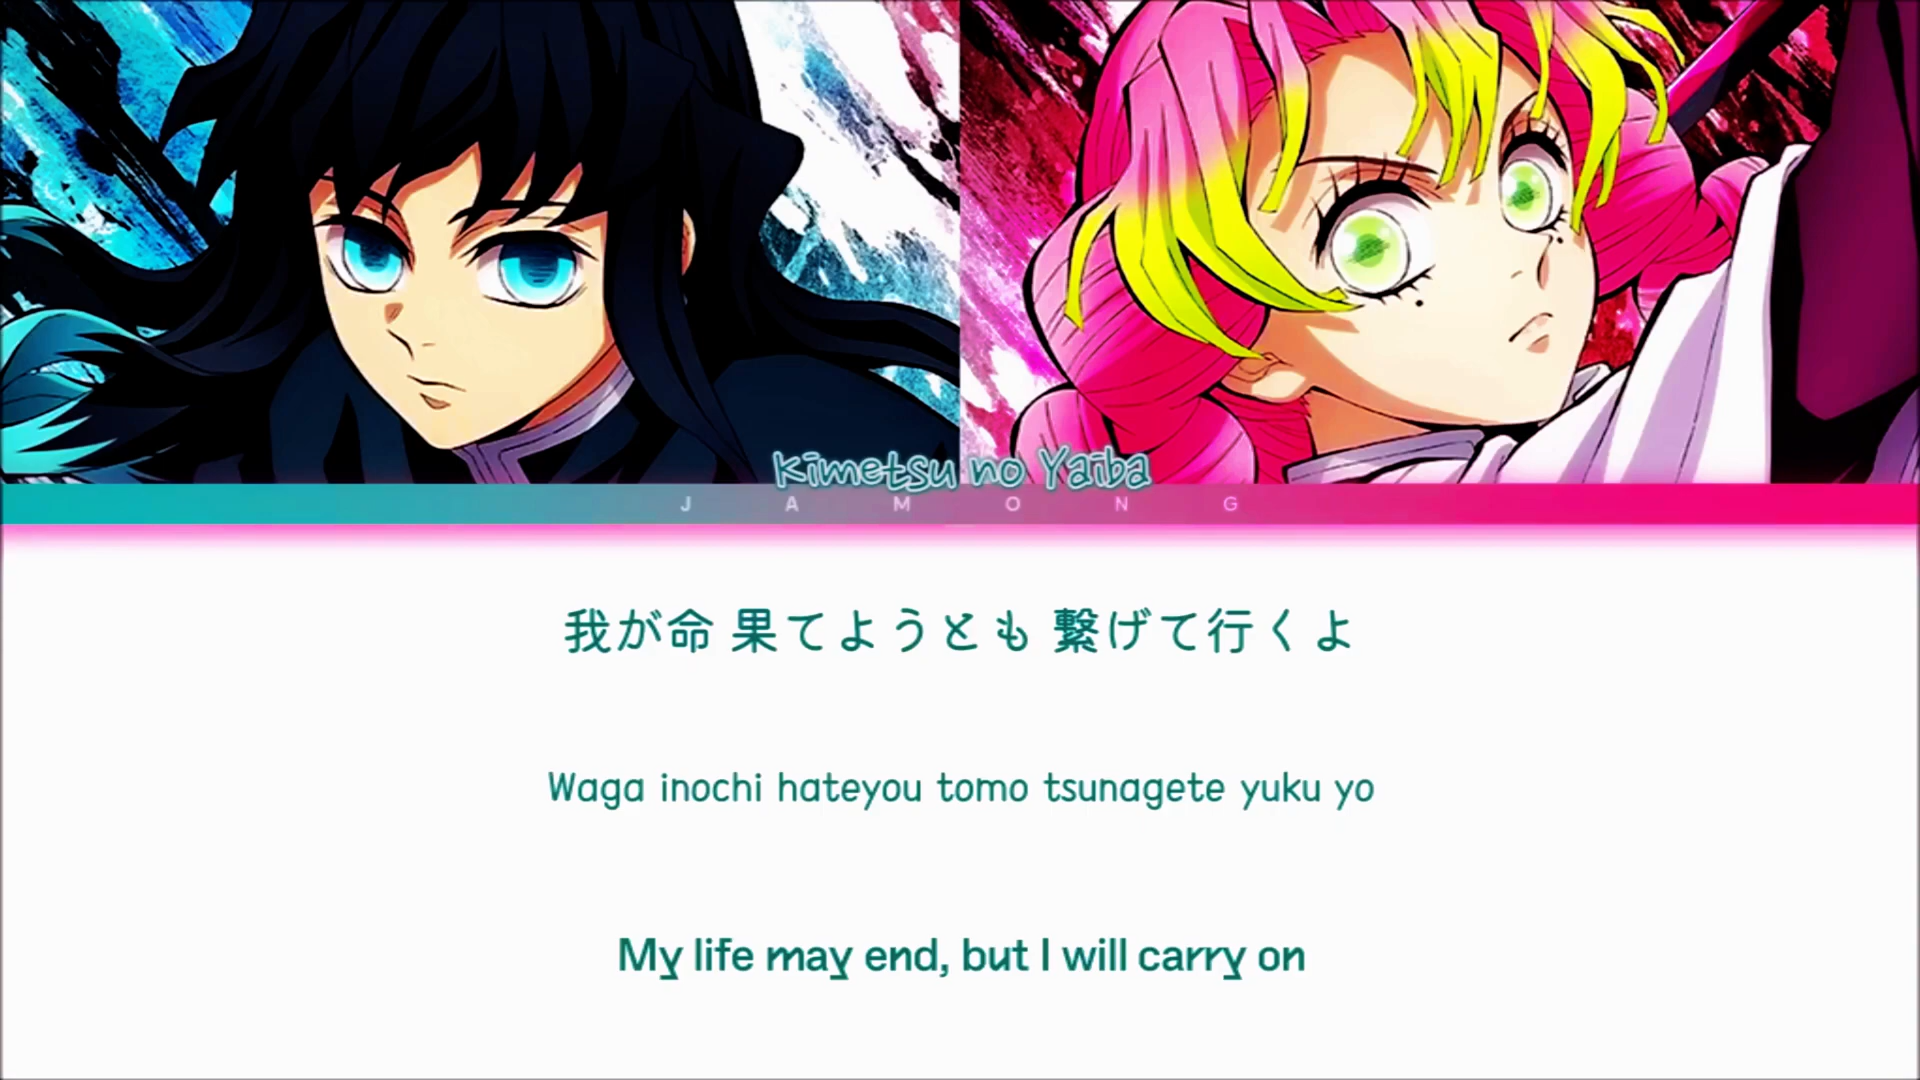 Kimetsu no Yaiba
JAMONG
我が命 果てようとも 繋げて行くよ
Waga inochi hateyou tomo tsunagete yuku yo
My life may end, but I will carry on